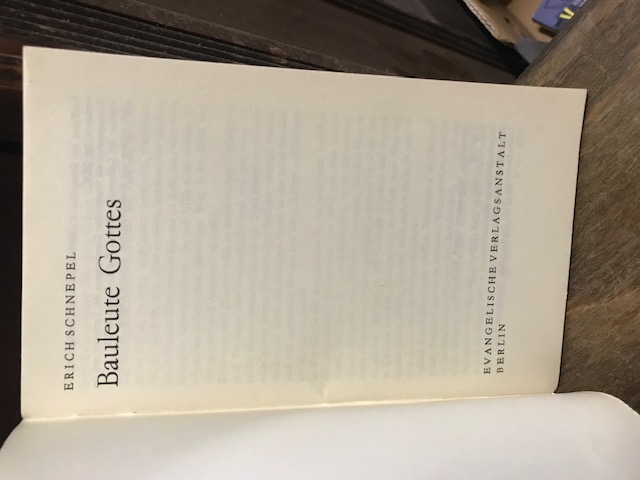 ERICH SCHNEPEL
Bauleute Gottes
EVANGELISCHE VERLAGSANSTALT
BERLIN